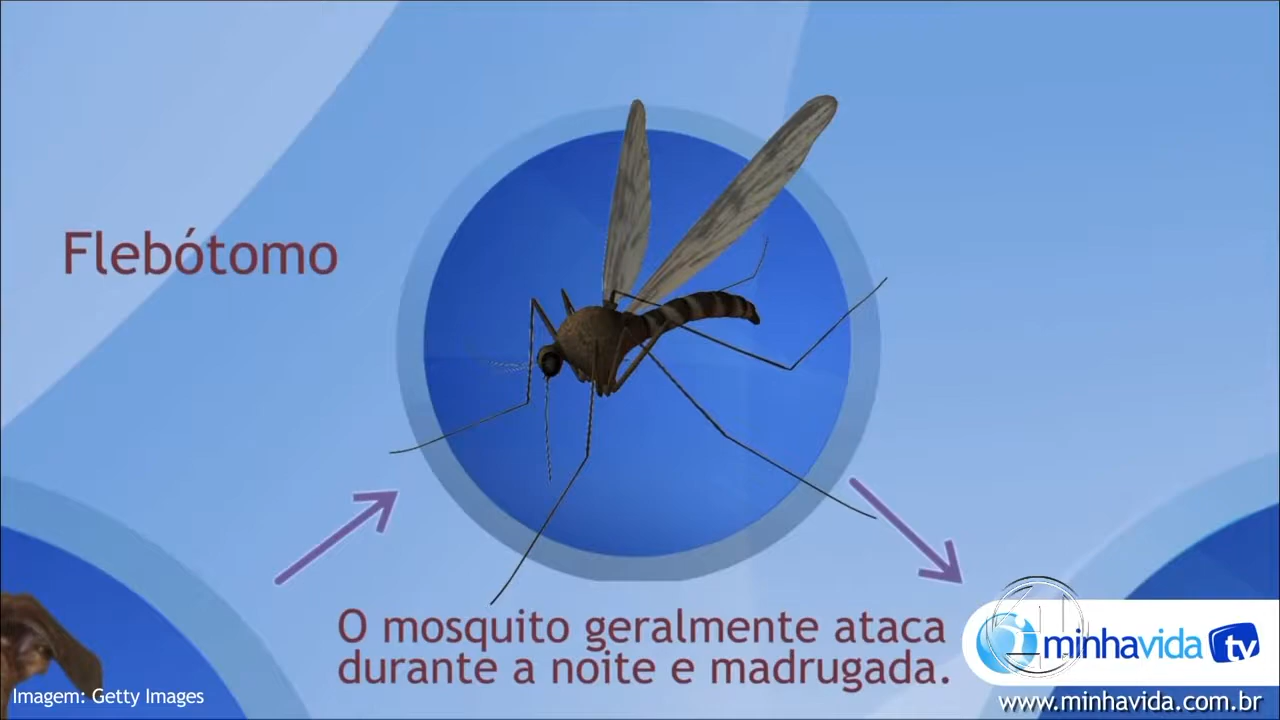 Flebótomo
O mosquito geralmente ataca
durante a noite e madrugada.
Imagem: Getty Images
minhavida tv
www.minhavida.com.br